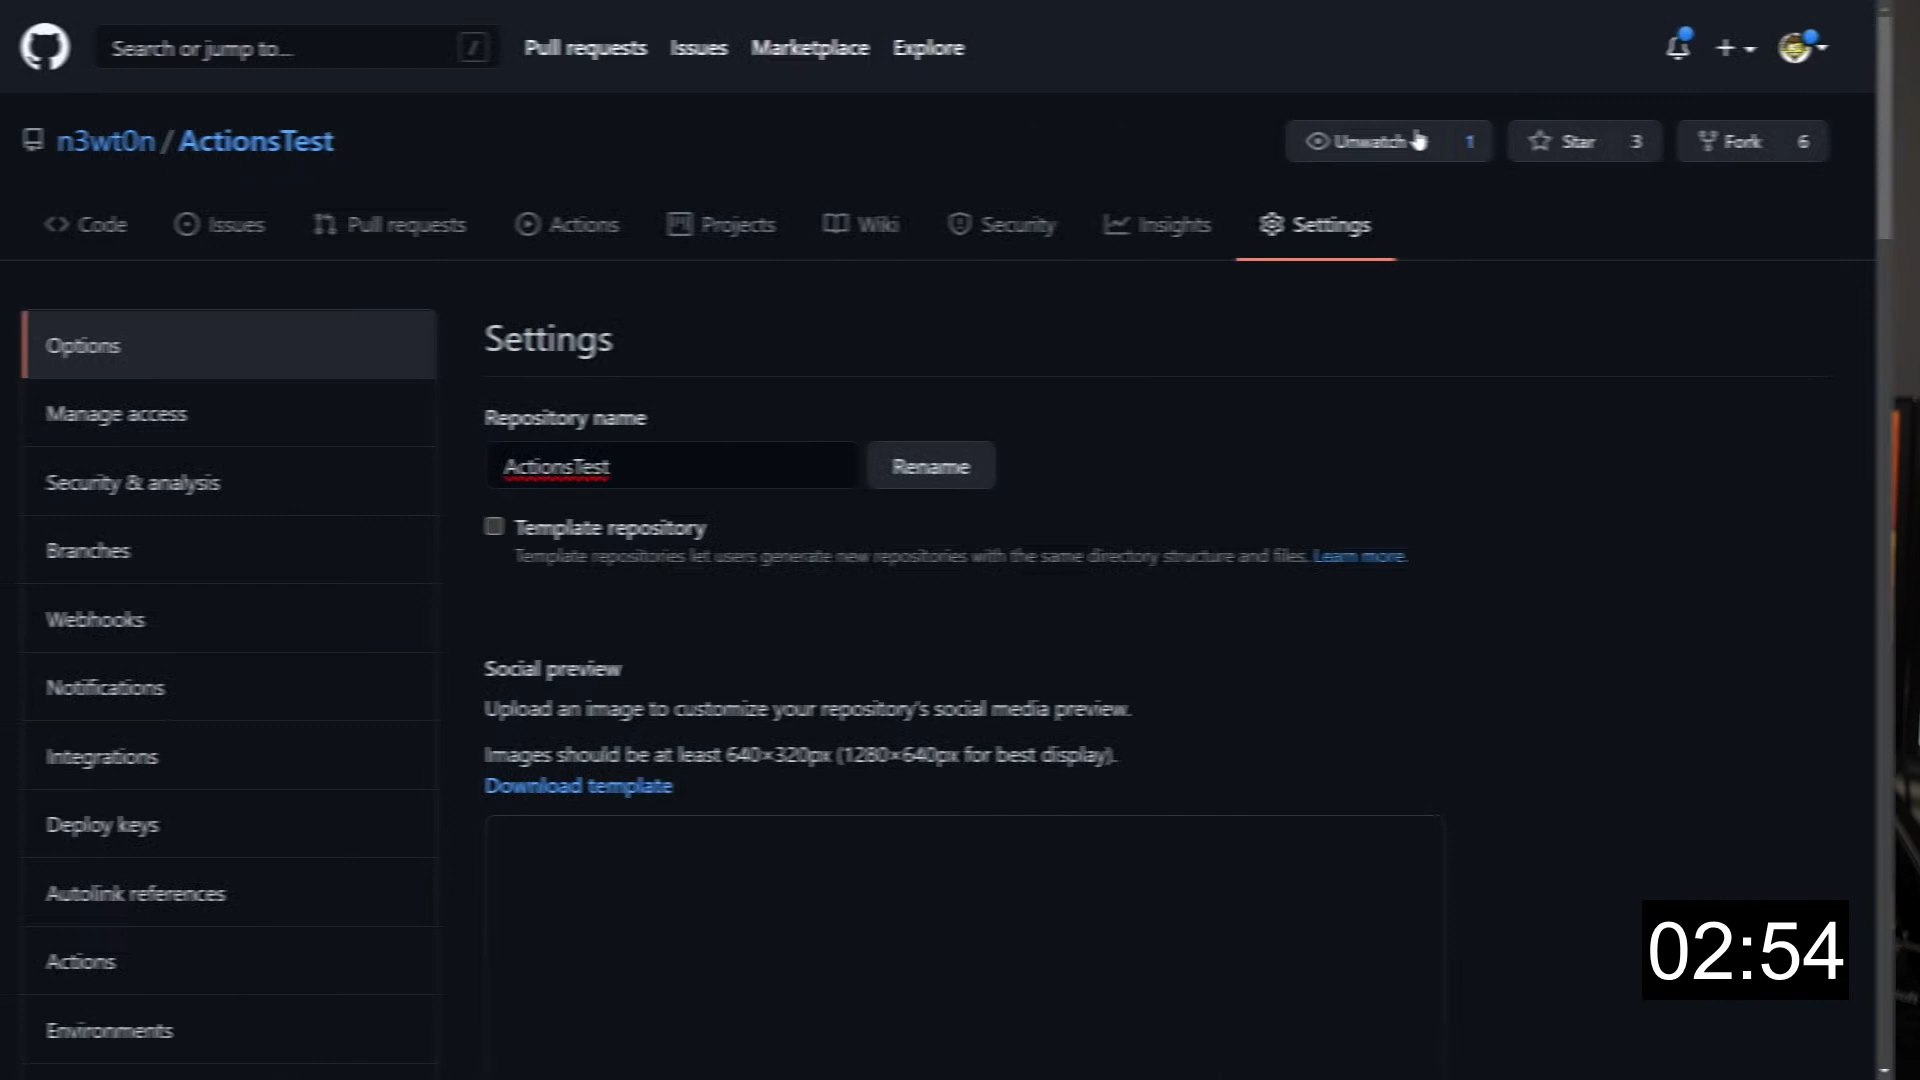 Search or jump to... /
Pull requests Issues Marketplace Explore
n3wt0n / ActionsTest
Unwatch 1 Star 3 Fork 6
Code Issues Pull requests Actions Projects Wiki Security Insights Settings
Options
Manage access
Security & analysis
Branches
Webhooks
Notifications
Integrations
Deploy keys
Autolink references
Actions
Environments
Settings
Repository name
ActionsTest Rename
Template repository
Template repositories let users generate new repositories with the same directory structure and files. Learn more.
Social preview
Upload an image to customize your repository's social media preview.
Images should be at least 640×320px (1280×640px for best display).
Download template
02:54